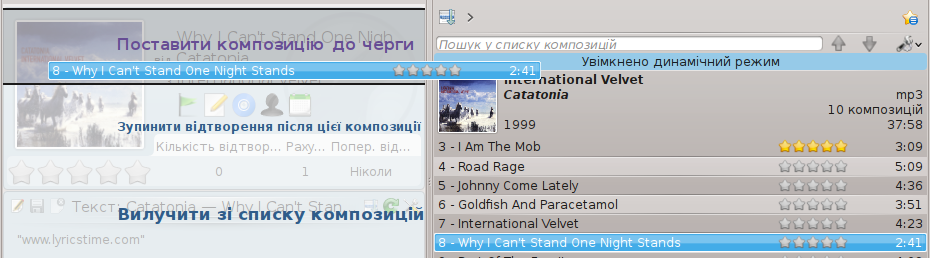 Why I Can't Stand One Nigh
Поставити композицію до черги
від Catatonia
8 - Why I Can't Stand One Night Stands 2:41
Зупинити відтворення після цієї композиції
Кількість відтвор... Раху... Попер. від...
0 1 Ніколи
Текст: Catatonia — Why I Can't Stan
Вилучити зі списку композицій
"www.lyricstime.com"
Пошук у списку композицій
Увімкнено динамічний режим
International Velvet
Catatonia mp3
10 композицій
1999 37:58
3 - I Am The Mob 3:09
4 - Road Rage 5:09
5 - Johnny Come Lately 4:36
6 - Goldfish And Paracetamol 3:51
7 - International Velvet 4:23
8 - Why I Can't Stand One Night Stands 2:41